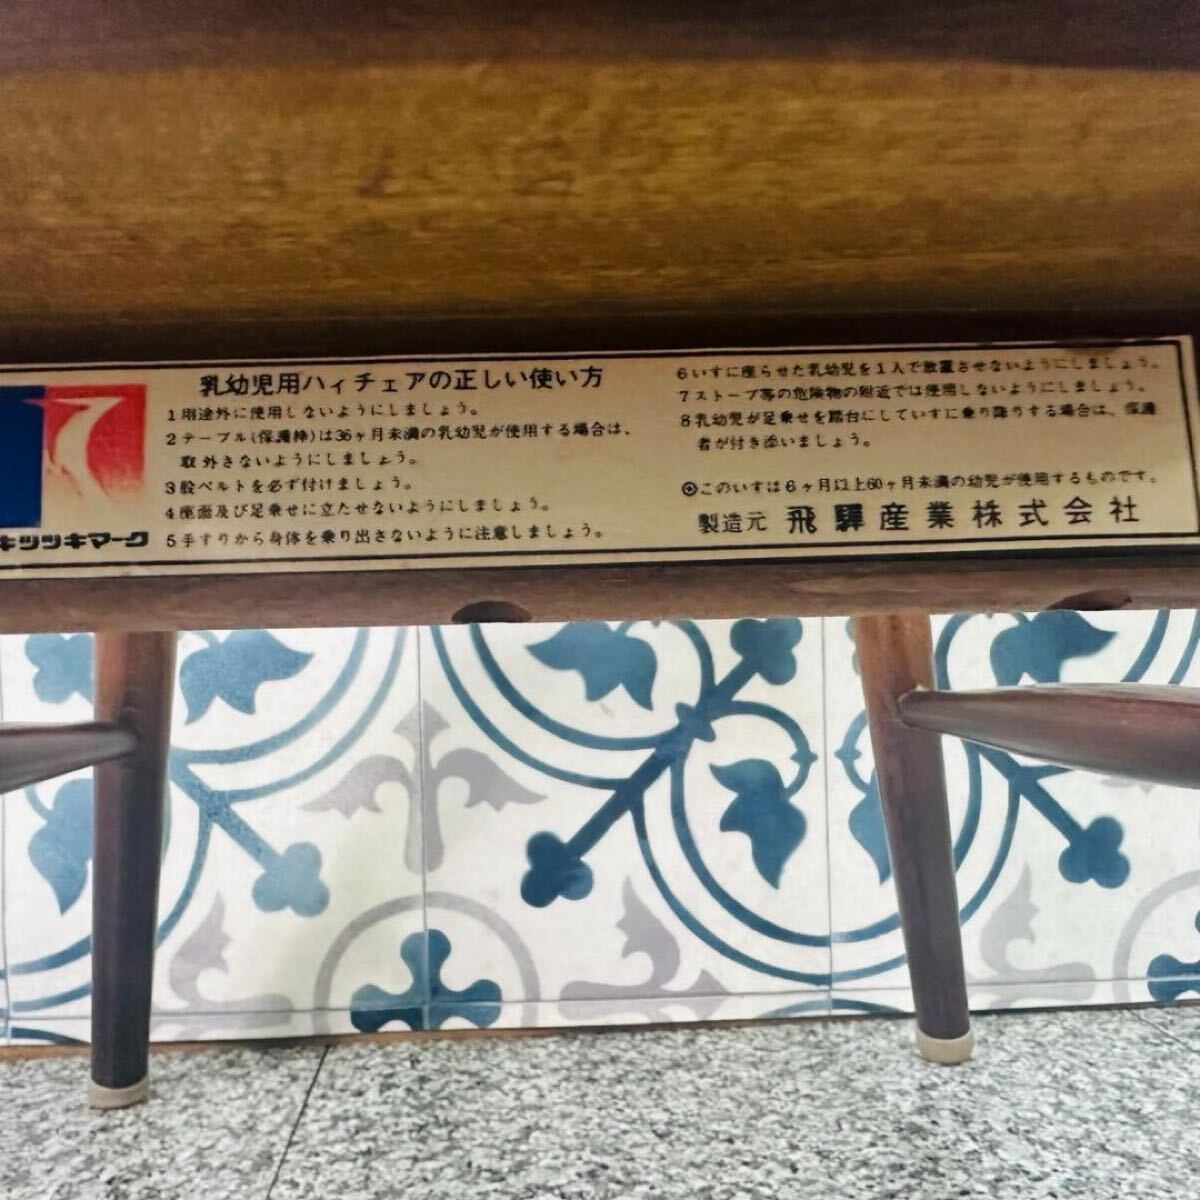 乳幼児用ハィチェアの正しい使い方
1 用途外に使用しないようにしましょう。
2 テーブル(保護枠)は36ヶ月未満の乳幼児が使用する場合は、
取外さないようにしましょう。
3 股ベルトを必ず付けましょう。
4 座面及び足乗せに立たせないようにしましょう。
5 手すりから身体を乗り出さないように注意しましょう。
6 いすに座らせた乳幼児を1人で放置させないようにしましょう。
7 ストーブ等の危険物の附近では使用しないようにしましょう。
8 乳幼児が足乗せを踏台にしていすに乗り降りする場合は、保護
者が付き添いましょう。
◎このいすは6ヶ月以上60ヶ月未満の幼児が使用するものです。
製造元 飛驒産業株式会社
キツツキマーク